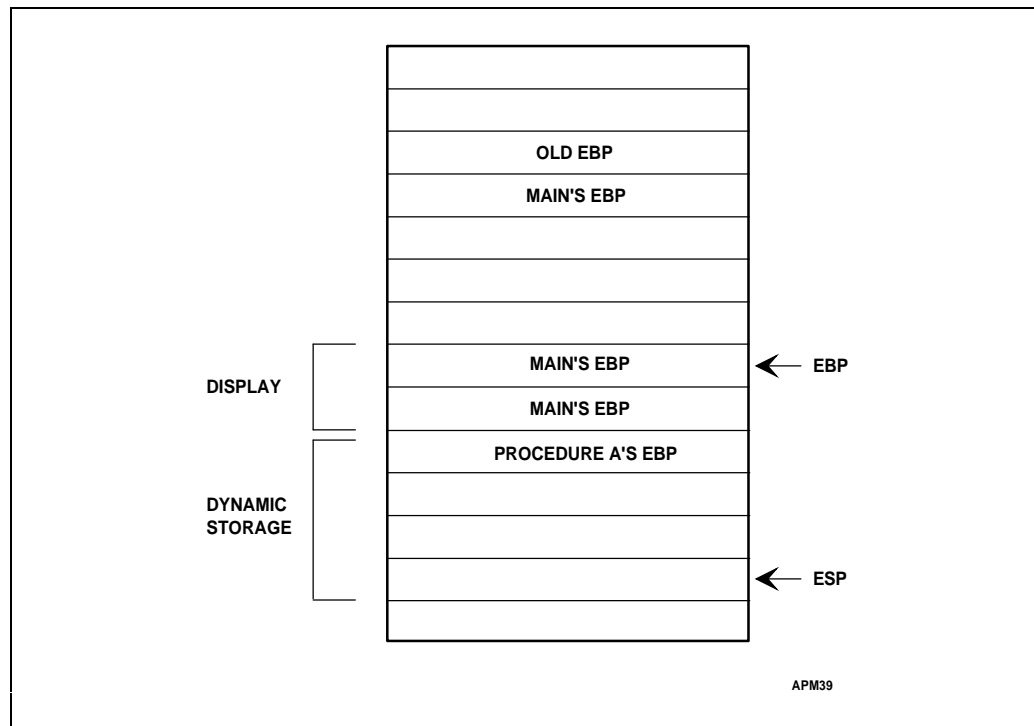 OLD EBP
MAIN'S EBP
MAIN'S EBP
EBP
DISPLAY
MAIN'S EBP
PROCEDURE A'S EBP
DYNAMIC
STORAGE
ESP
APM39